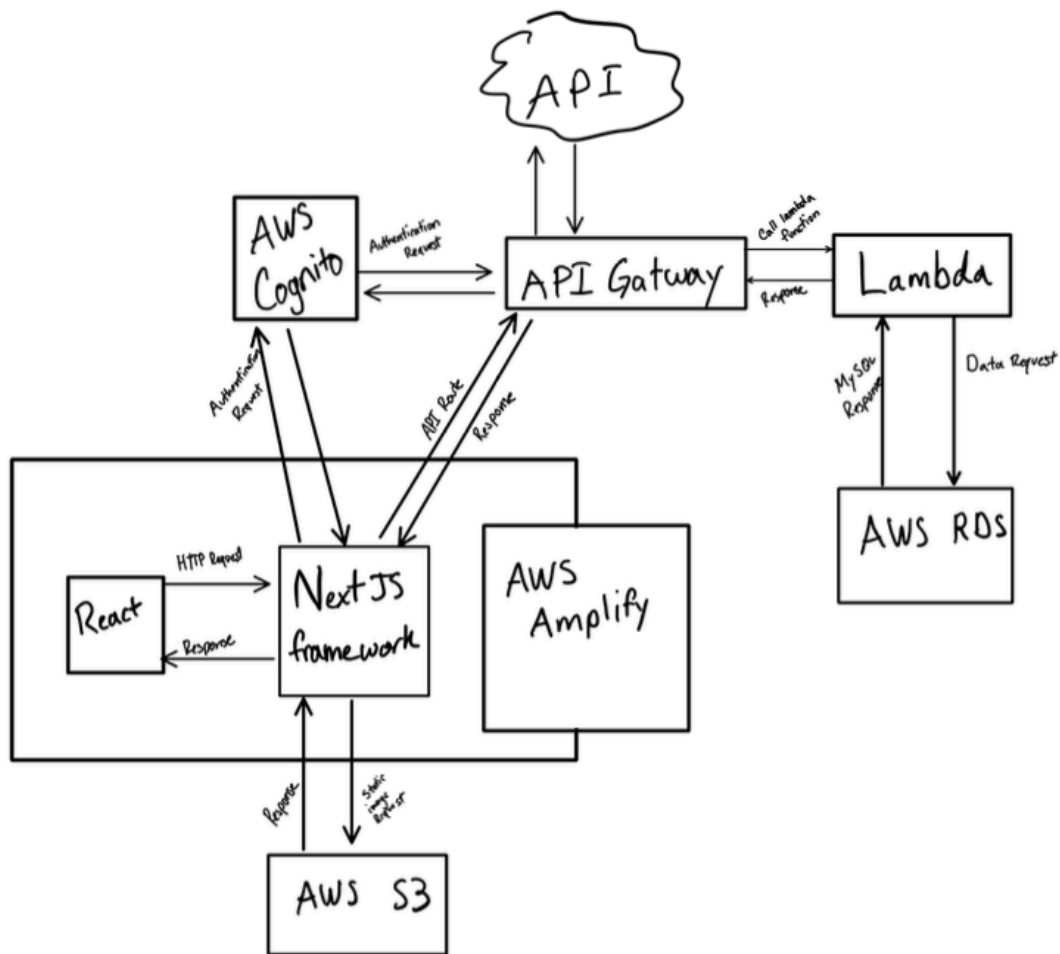 API
AWS
Cognito
Authentication
Request
API Gatway
Call lambda
function
Response
Lambda
Authentication
Request
API Route
Response
MySQL
Response
Data Request
AWS RDS
HTTP Request
React
Response
NextJS
framework
AWS
Amplify
Response
Static
image
Request
AWS S3